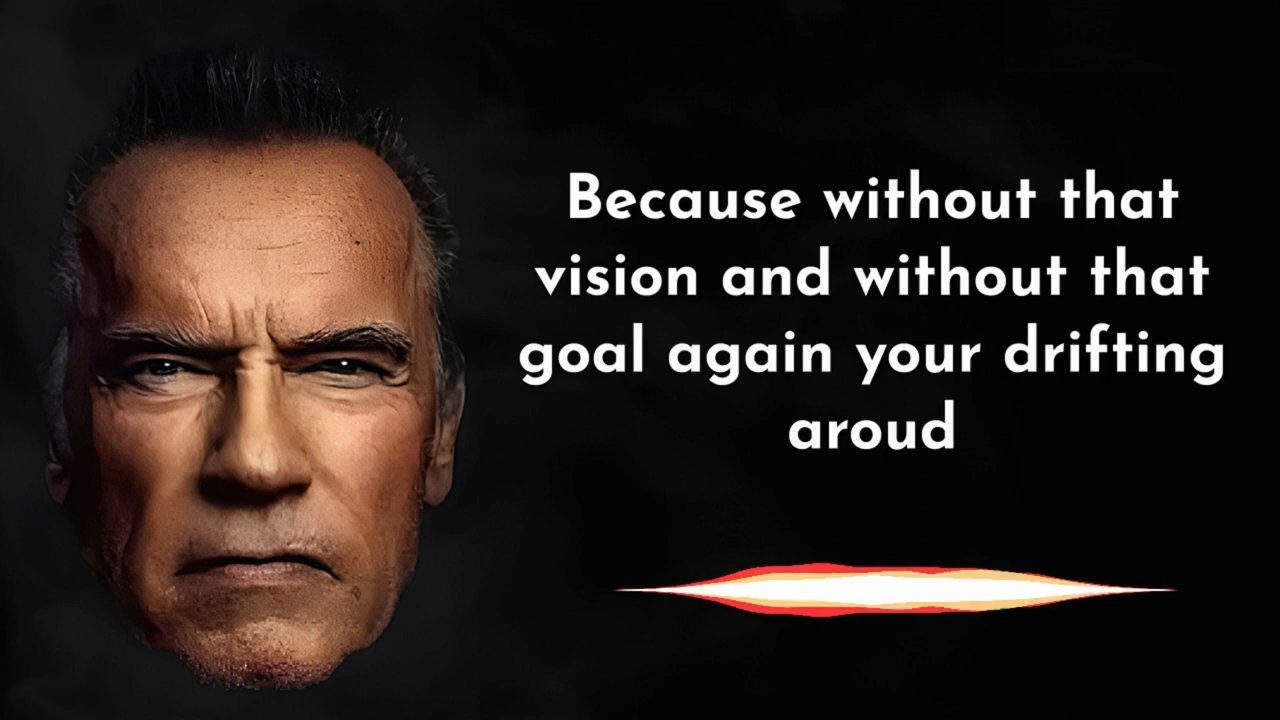 Because without that
vision and without that
goal again your drifting
aroud